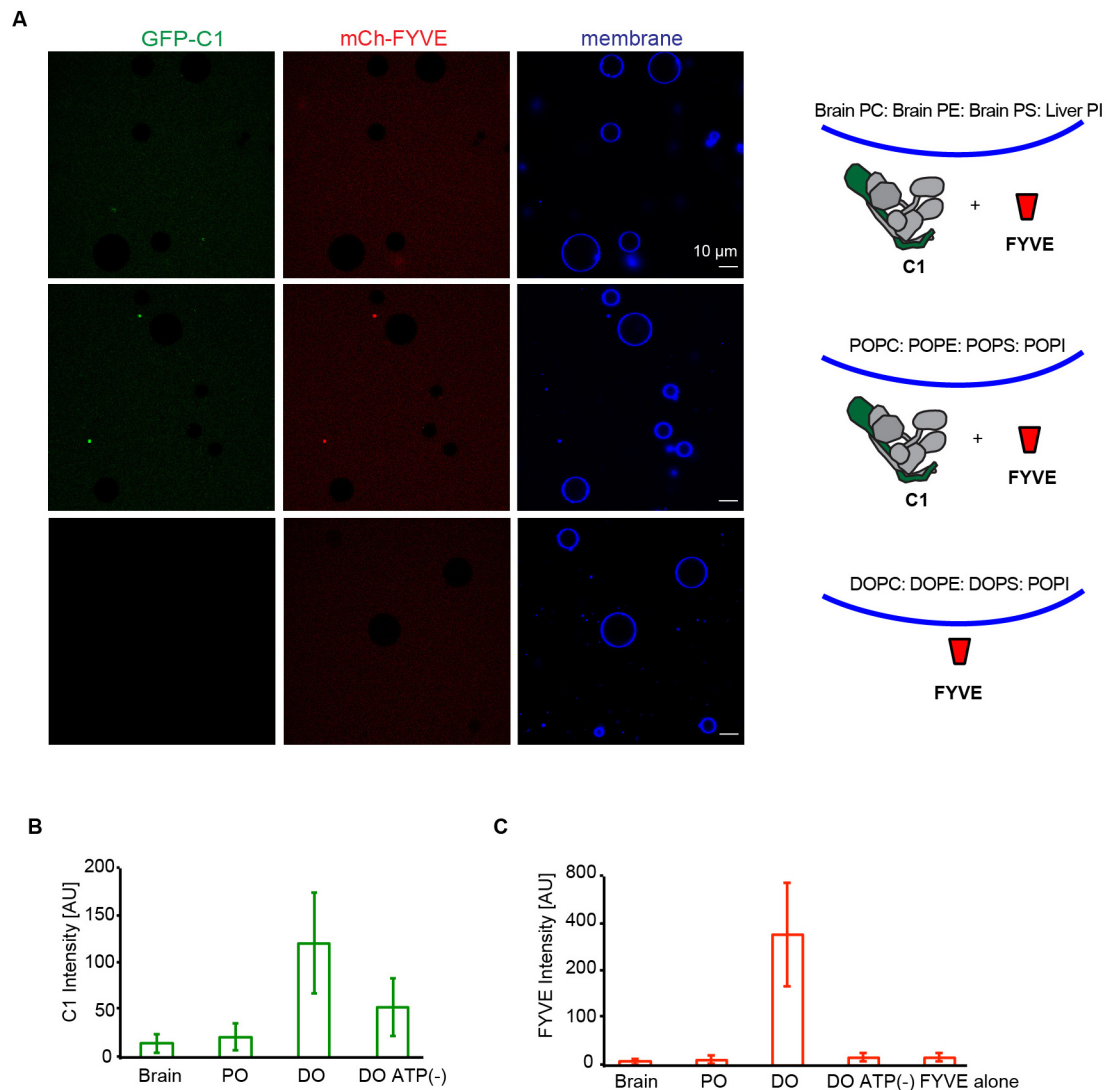 A
GFP-C1 mCh-FYVE membrane
10 µm
Brain PC: Brain PE: Brain PS: Liver PI
+
FYVE
C1
POPC: POPE: POPS: POPI
+
FYVE
C1
DOPC: DOPE: DOPS: POPI
FYVE
B
C1 Intensity [AU]
200
150
100
50
0
Brain PO DO DO ATP(-)
C
FYVE Intensity [AU]
800
400
200
100
0
Brain PO DO DO ATP(-) FYVE alone